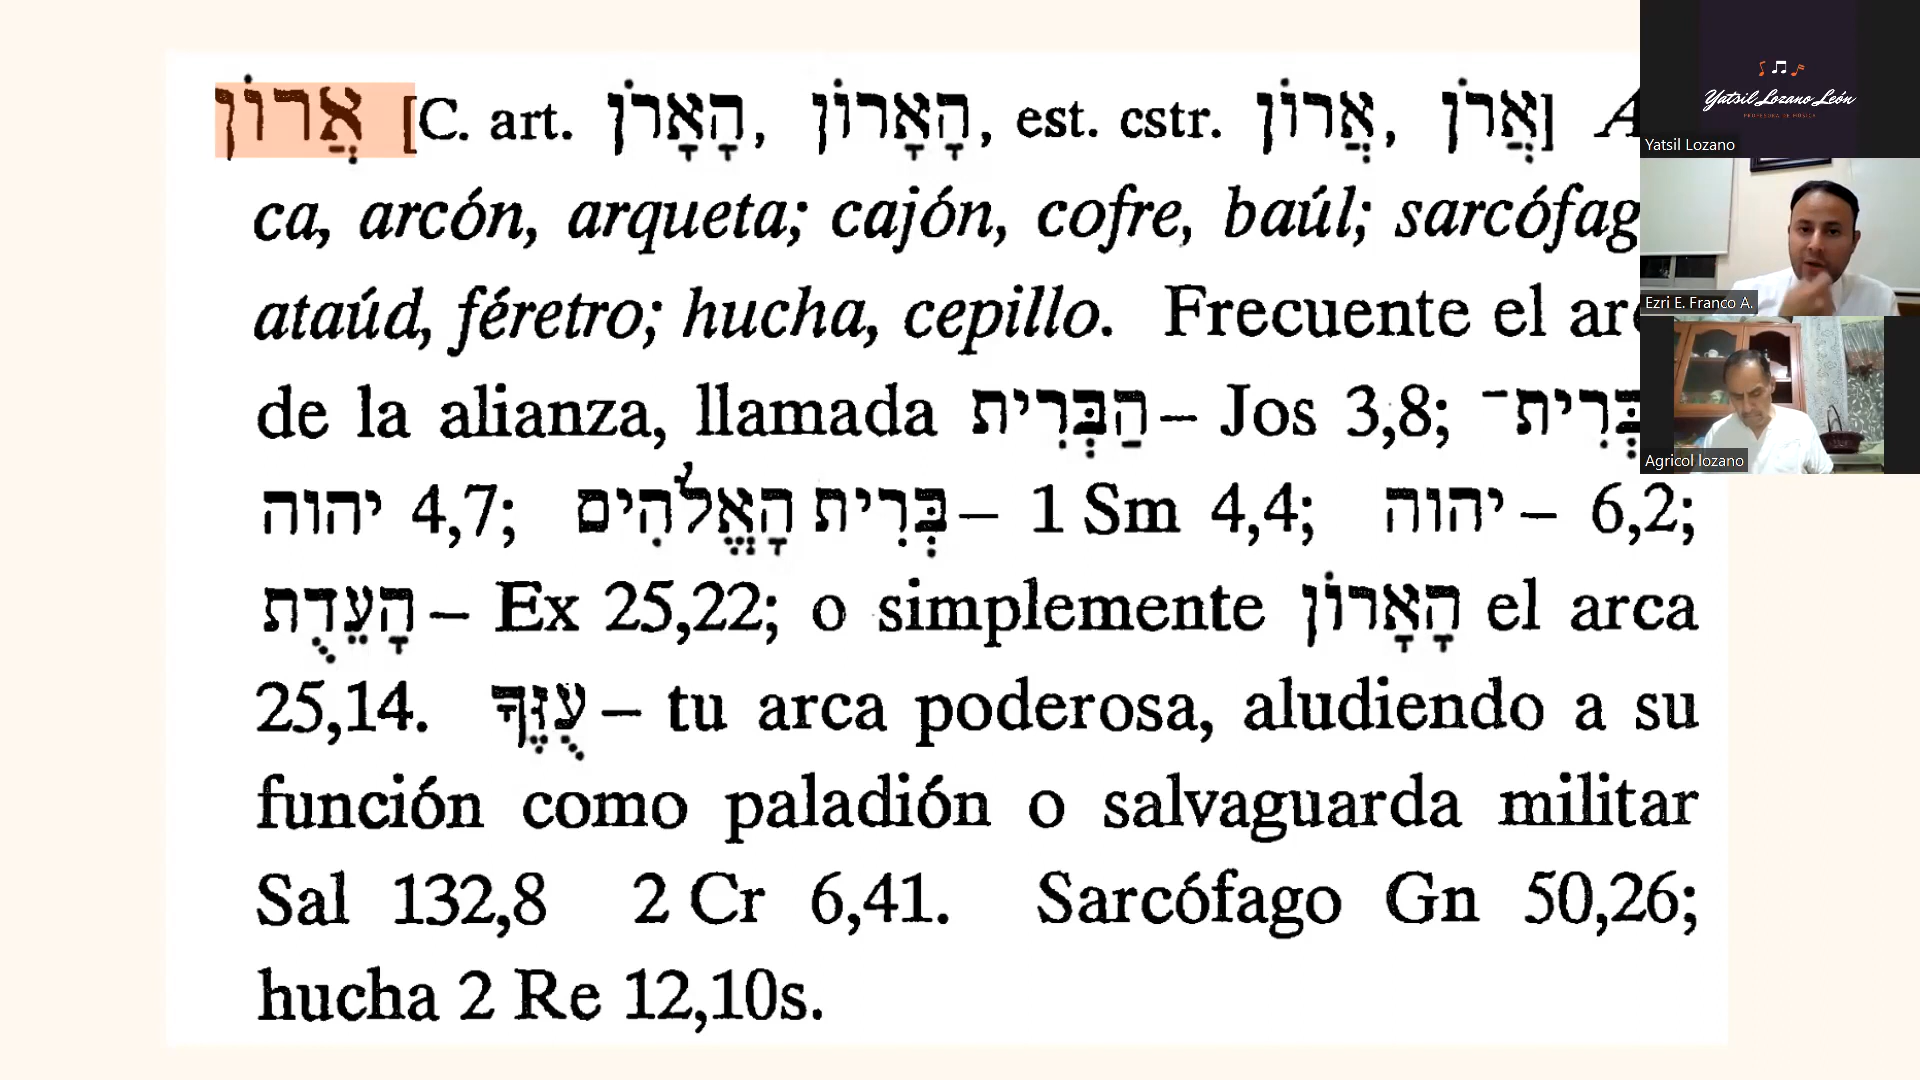 אֲרוֹן [C. art. הָאָרֹן, הָאָרוֹן, est. cstr. אֲרוֹן, אֲרֹן] A
ca, arcón, arqueta; cajón, cofre, baúl; sarcófag
ataúd, féretro; hucha, cepillo. Frecuente el arc
de la alianza, llamada הַבְּרִית – Jos 3,8; בְּרִית־
יהוה 4,7; בְּרִית הָאֱלֹהִים – 1 Sm 4,4; יהוה – 6,2;
הָעֵדֻת – Ex 25,22; o simplemente הָאָרוֹן el arca
25,14. עֻזֶּךָ – tu arca poderosa, aludiendo a su
función como paladión o salvaguarda militar
Sal 132,8 2 Cr 6,41. Sarcófago Gn 50,26;
hucha 2 Re 12,10s.
Yatsil Lozano León
PROFESORA DE MÚSICA
Yatsil Lozano
Ezri E. Franco A.
Agricol lozano